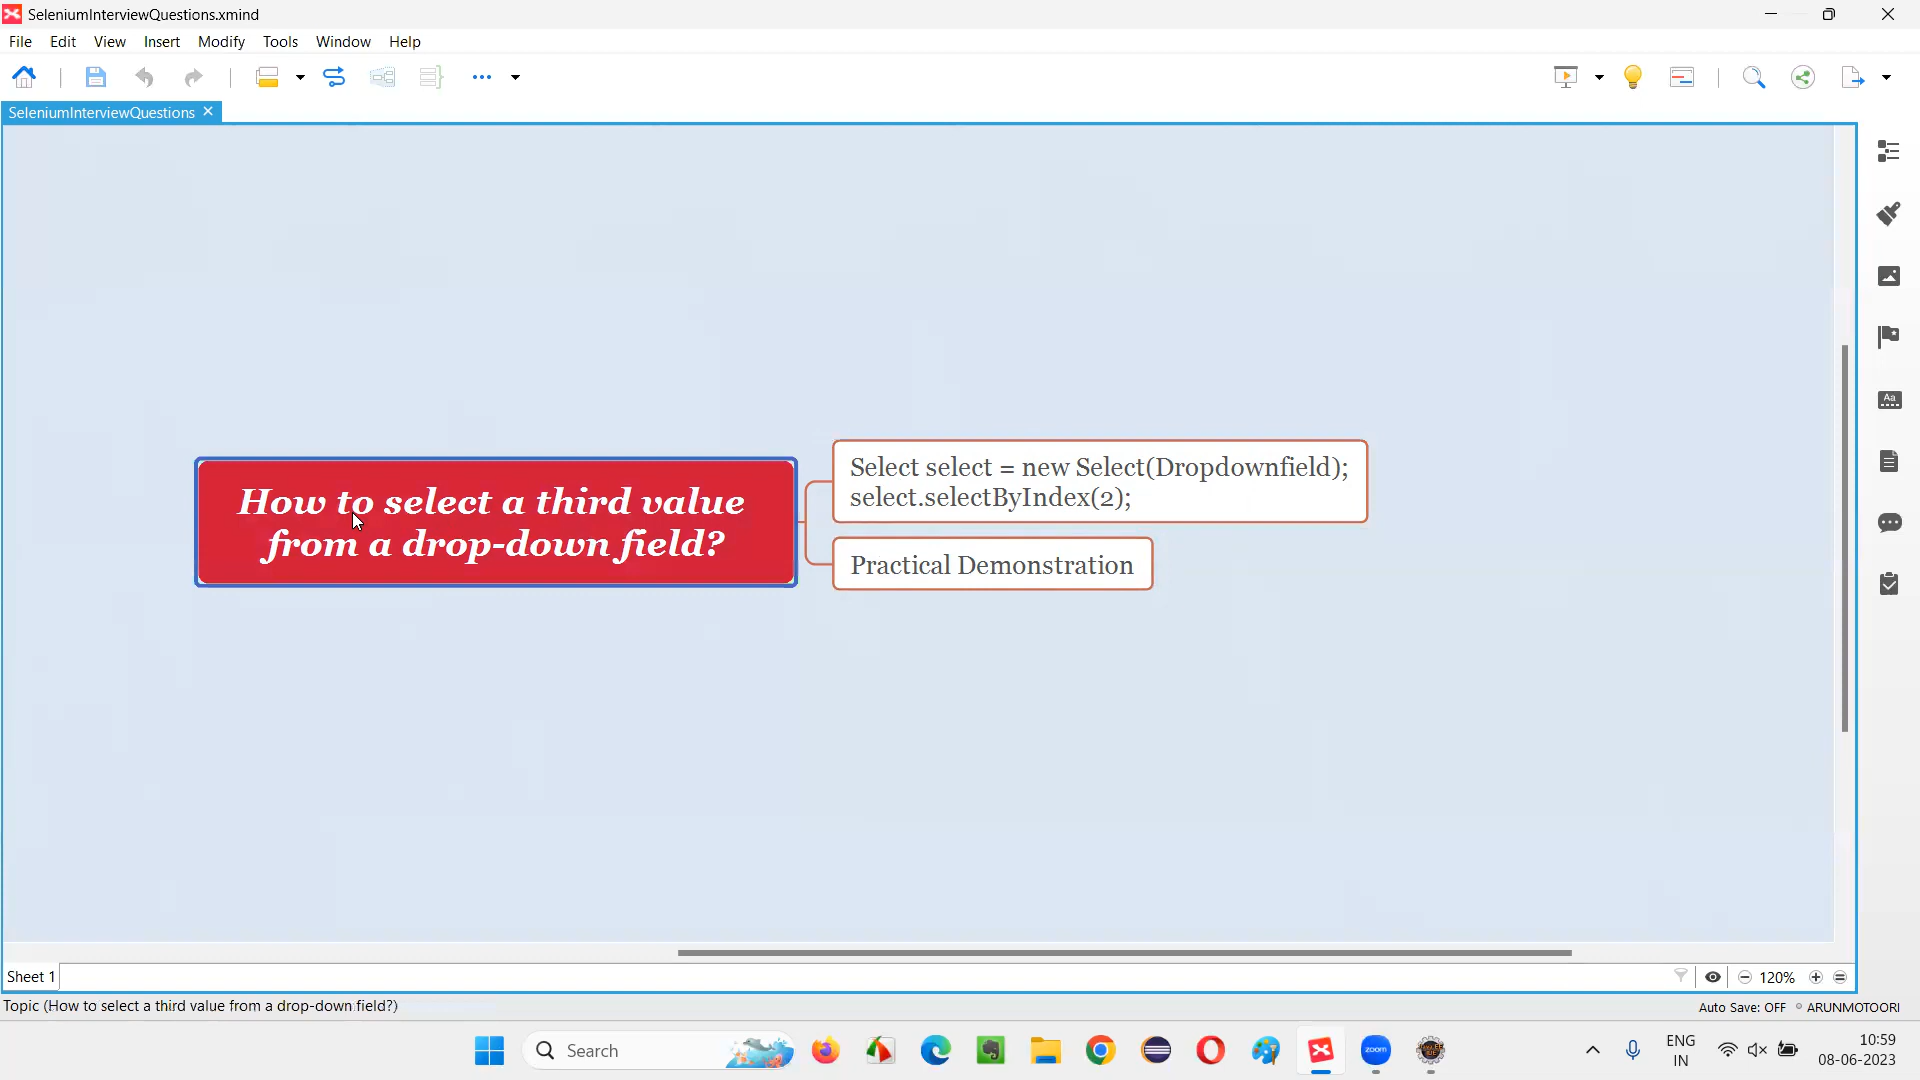 SeleniumInterviewQuestions.xmind
File Edit View Insert Modify Tools Window Help
SeleniumInterviewQuestions
How to select a third value
from a drop-down field?
Select select = new Select(Dropdownfield);
select.selectByIndex(2);
Practical Demonstration
Aa
Sheet 1
120%
Topic (How to select a third value from a drop-down field?)
Auto Save: OFF
ARUNMOTOORI
Search
zoom
ENG
IN
10:59
08-06-2023